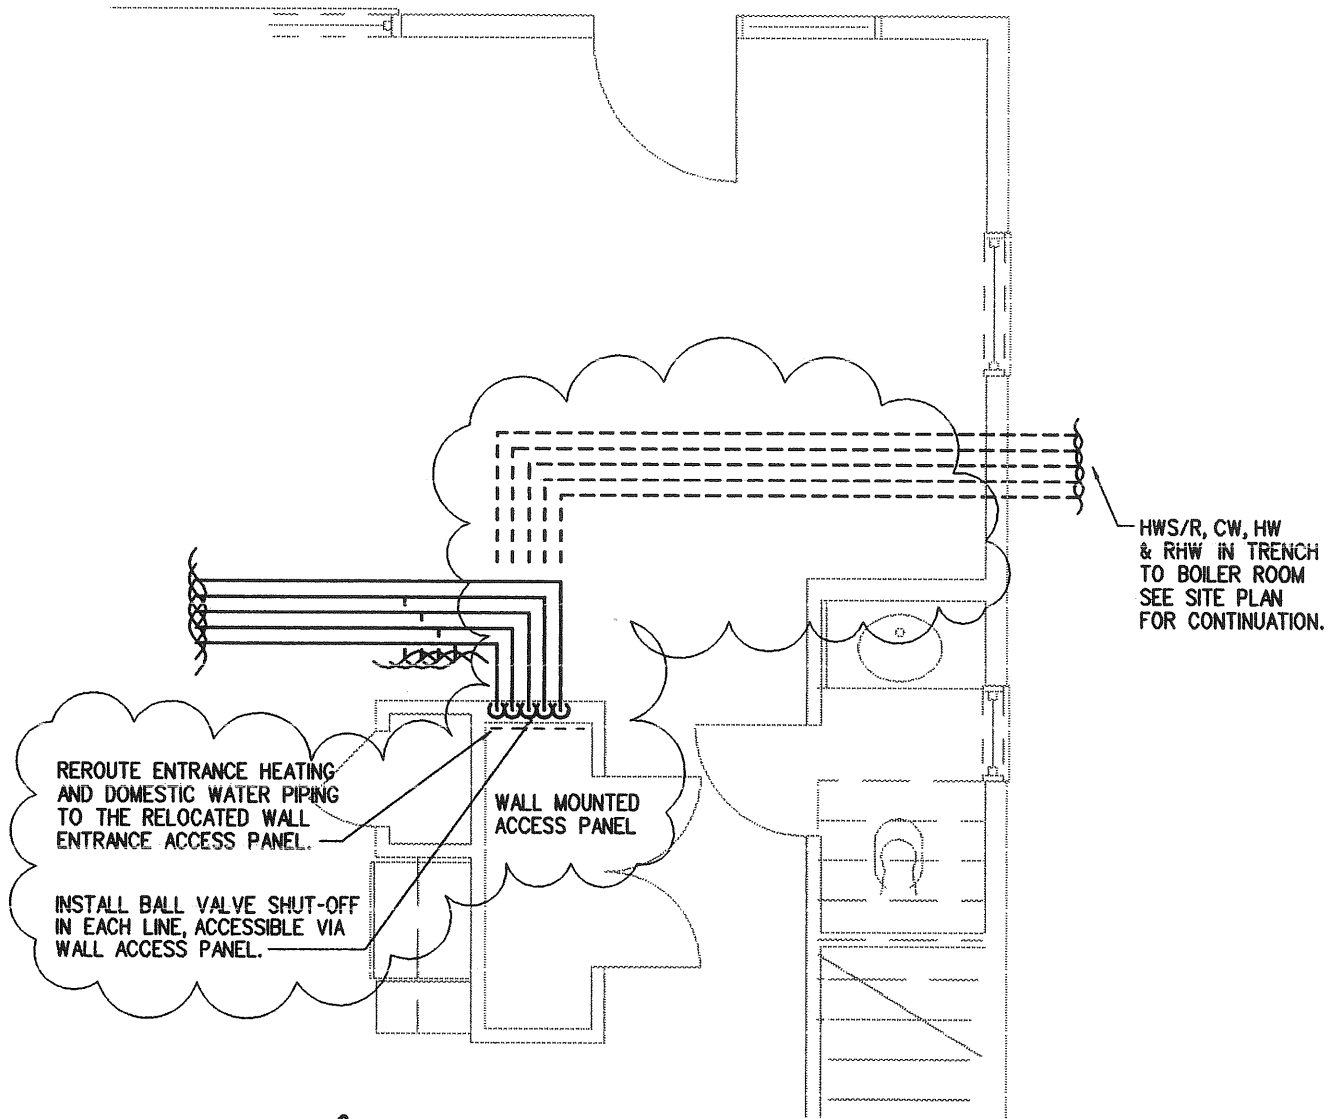 HWS/R, CW, HW
& RHW IN TRENCH
TO BOILER ROOM
SEE SITE PLAN
FOR CONTINUATION.
REROUTE ENTRANCE HEATING
AND DOMESTIC WATER PIPING
TO THE RELOCATED WALL
ENTRANCE ACCESS PANEL.
WALL MOUNTED
ACCESS PANEL
INSTALL BALL VALVE SHUT-OFF
IN EACH LINE, ACCESSIBLE VIA
WALL ACCESS PANEL.